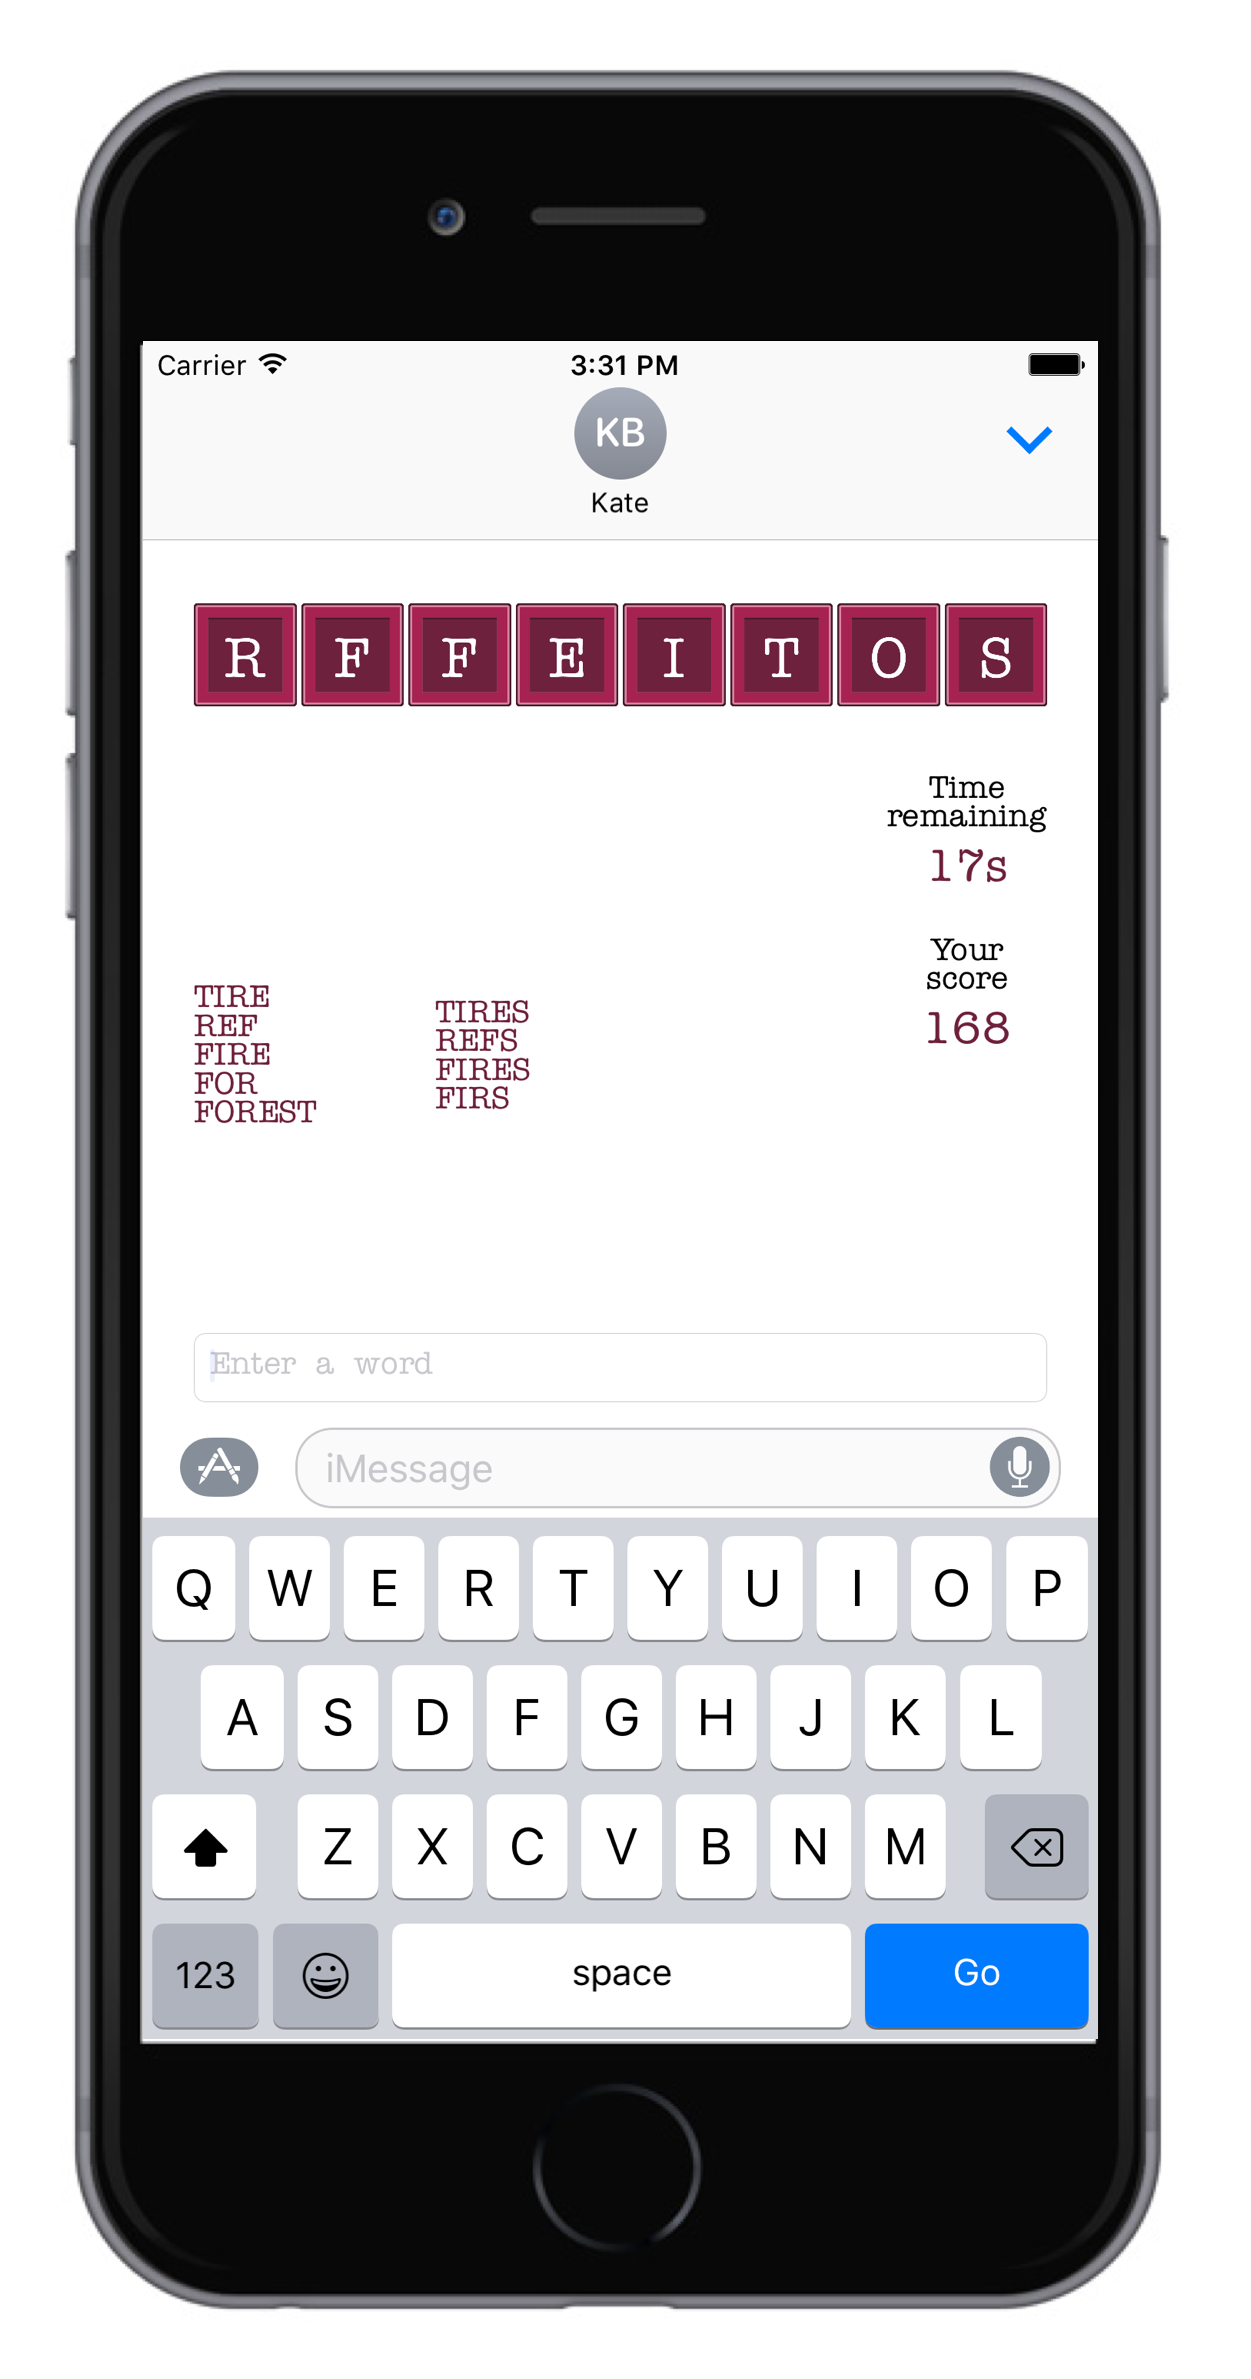 Carrier 3:31 PM
KB
Kate
R F F E I T O S
Time
remaining
17s
Your
score
168
TIRE
REF
FIRE
FOR
FOREST
TIRES
REFS
FIRES
FIRS
Enter a word
iMessage
Q W E R T Y U I O P
A S D F G H J K L
Z X C V B N M
123 space Go